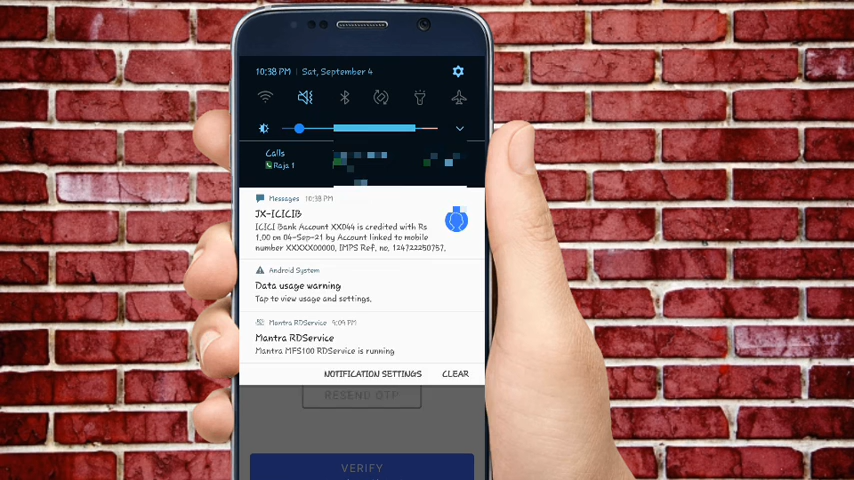 10:38 PM | Sat, September 4
Calls
Raja 1
Messages 10:38 PM
JX-ICICIB
ICICI Bank Account XX044 is credited with Rs
1.00 on 04-Sep-21 by Account linked to mobile
number XXXXX00000, IMPS Ref. no. 124722250757.
Android System
Data usage warning
Tap to view usage and settings.
Mantra RDService 9:09 PM
Mantra RDService
Mantra MFS100 RDService is running
NOTIFICATION SETTINGS CLEAR
RESEND OTP
VERIFY